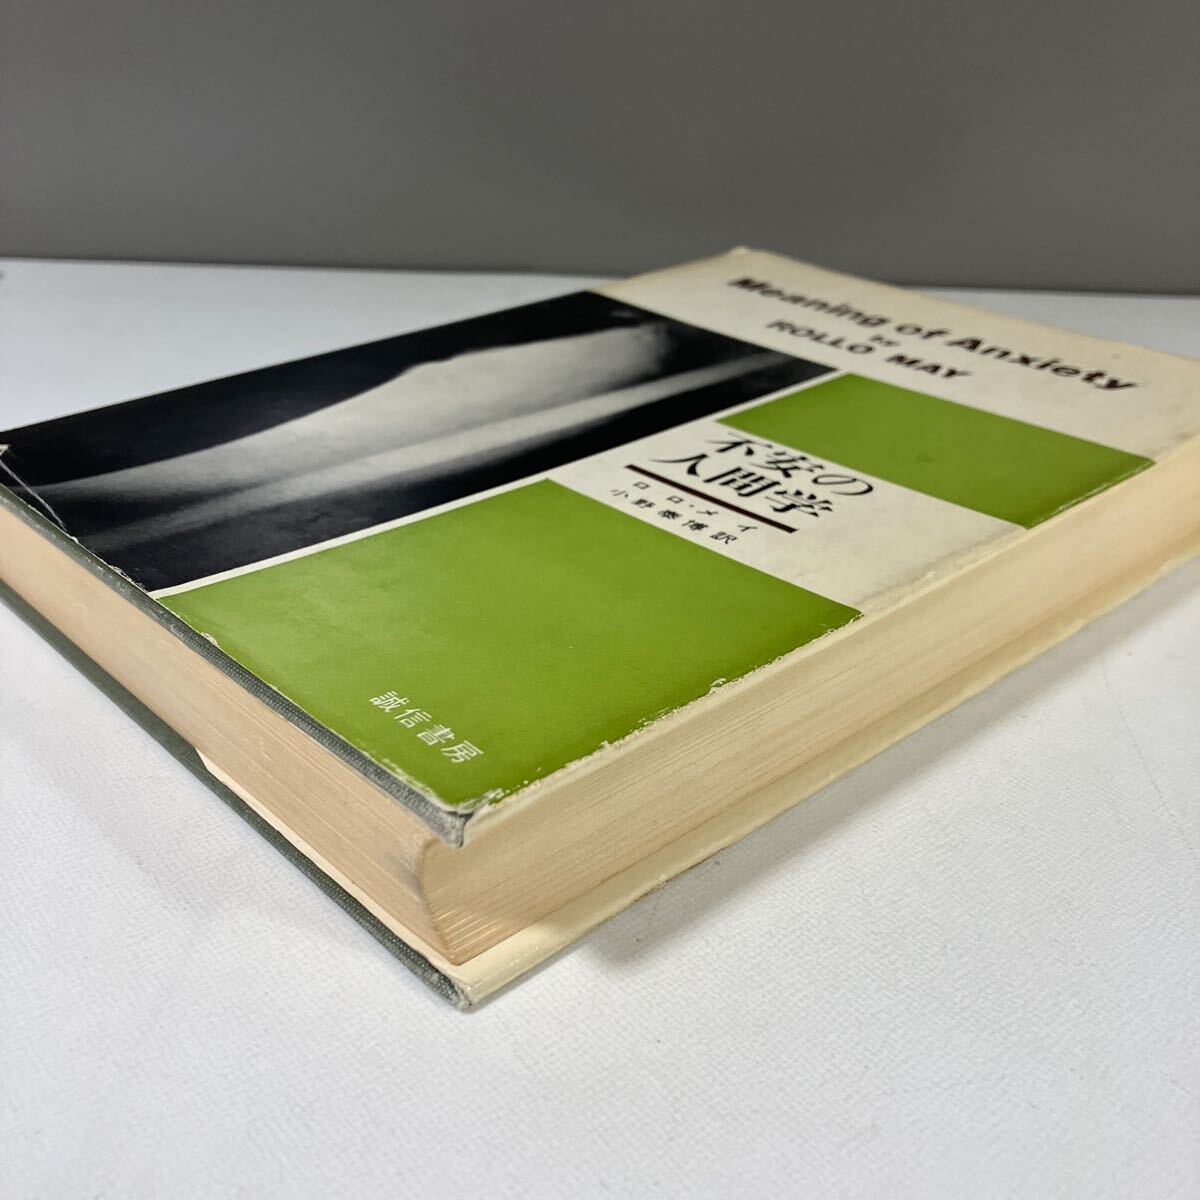 Meaning of Anxiety
BY
ROLLO MAY
不安の
人間学
ロロ・メイ
小野泰博訳
誠信書房